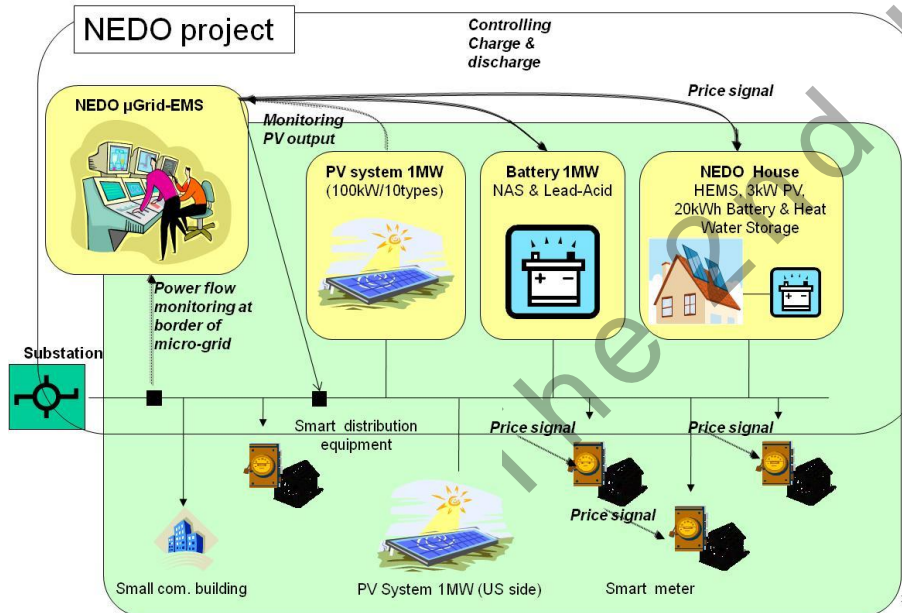 NEDO project
Controlling
Charge &
discharge
NEDO µGrid-EMS
Price signal
Monitoring
PV output
PV system 1MW
(100kW/10types)
Battery 1MW
NAS & Lead-Acid
NEDO House
HEMS, 3kW PV,
20kWh Battery & Heat
Water Storage
Power flow
monitoring at
border of
micro-grid
Substation
Smart distribution
equipment
Price signal
Price signal
Price signal
Small com. building
PV System 1MW (US side)
Smart meter
The 2nd